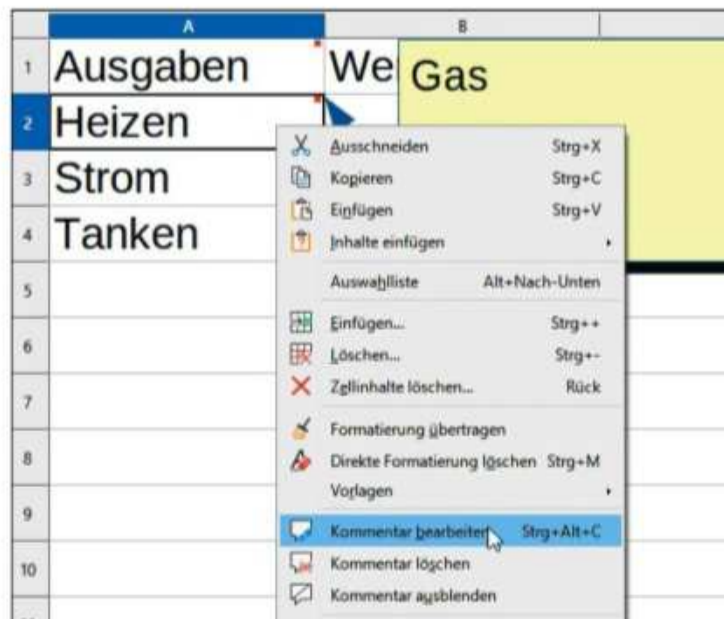 A B
1 Ausgaben We Gas
2 Heizen
3 Strom
4 Tanken
5
6
7
8
9
10
Ausschneiden Strg+X
Kopieren Strg+C
Einfügen Strg+V
Inhalte einfügen
Auswahlliste Alt+Nach-Unten
Einfügen... Strg++
Löschen... Strg+-
Zellinhalte löschen... Rück
Formatierung übertragen
Direkte Formatierung löschen Strg+M
Vorlagen
Kommentar bearbeiten Strg+Alt+C
Kommentar löschen
Kommentar ausblenden